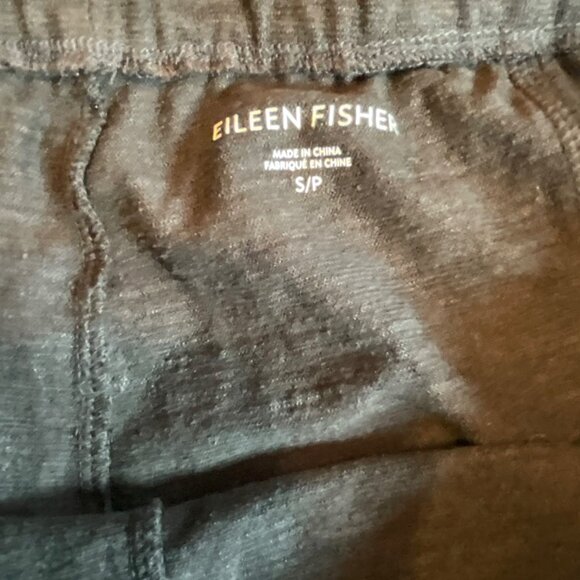 EILEEN FISHER
MADE IN CHINA
FABRIQUÉ EN CHINE
S/P